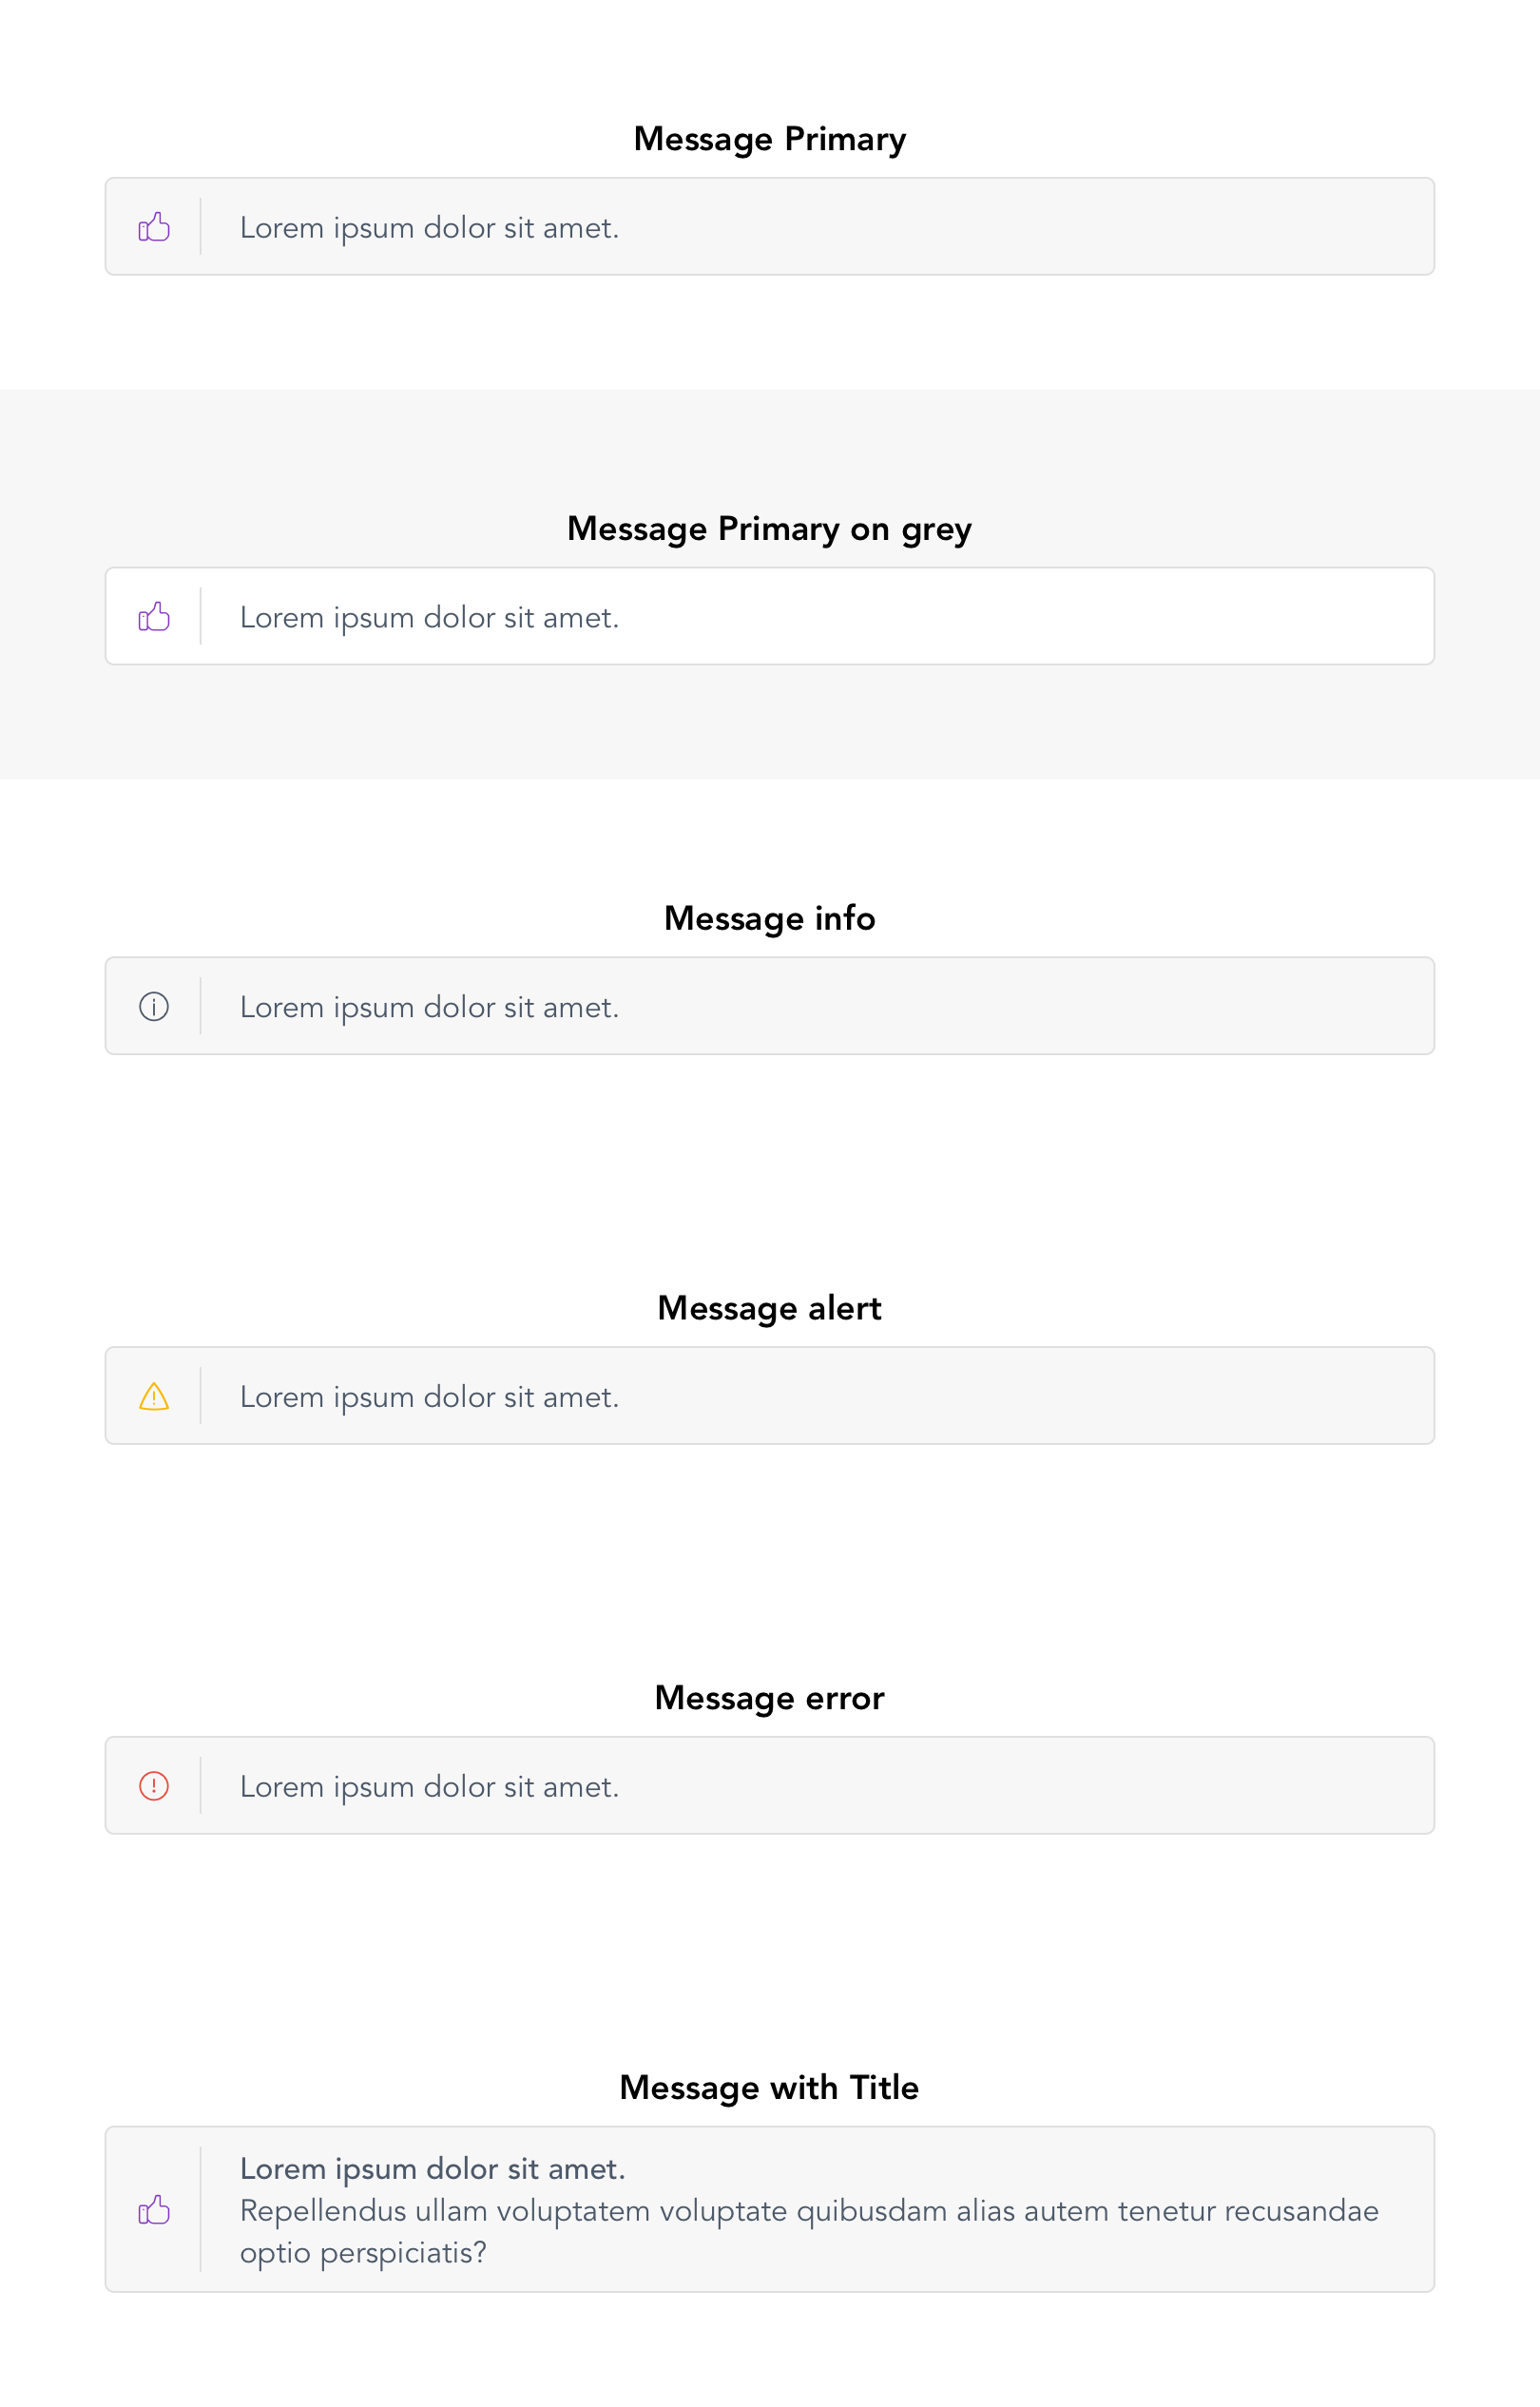 Message Primary
Lorem ipsum dolor sit amet.
Message Primary on grey
Lorem ipsum dolor sit amet.
Message info
Lorem ipsum dolor sit amet.
Message alert
Lorem ipsum dolor sit amet.
Message error
Lorem ipsum dolor sit amet.
Message with Title
Lorem ipsum dolor sit amet.
Repellendus ullam voluptatem voluptate quibusdam alias autem tenetur recusandae
optio perspiciatis?